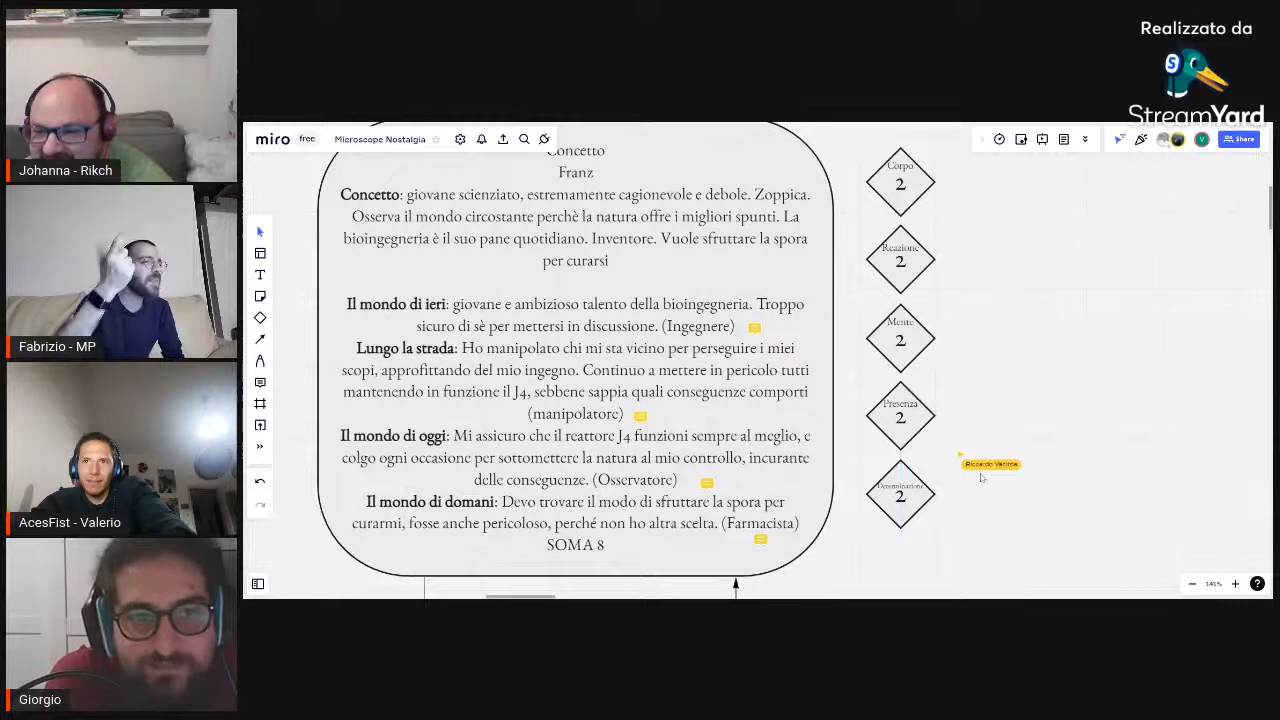 Realizzato da
StreamYard
miro free Microscope Nostalgia
Share
Concetto
Franz
Concetto: giovane scienziato, estremamente cagionevole e debole. Zoppica.
Osserva il mondo circostante perchè la natura offre i migliori spunti. La
bioingegneria è il suo pane quotidiano. Inventore. Vuole sfruttare la spora
per curarsi
Il mondo di ieri: giovane e ambizioso talento della bioingegneria. Troppo
sicuro di sè per mettersi in discussione. (Ingegnere)
Lungo la strada: Ho manipolato chi mi sta vicino per perseguire i miei
scopi, approfittando del mio ingegno. Continuo a mettere in pericolo tutti
mantenendo in funzione il J4, sebbene sappia quali conseguenze comporti
(manipolatore)
Il mondo di oggi: Mi assicuro che il reattore J4 funzioni sempre al meglio, e
colgo ogni occasione per sottomettere la natura al mio controllo, incurante
delle conseguenze. (Osservatore)
Il mondo di domani: Devo trovare il modo di sfruttare la spora per
curarmi, fosse anche pericoloso, perché non ho altra scelta. (Farmacista)
SOMA 8
Corpo
2
Reazione
2
Mente
2
Presenza
2
Determinazione
2
Riccardo Vacirca
141%
Johanna - Rikch
Fabrizio - MP
AcesFist - Valerio
Giorgio